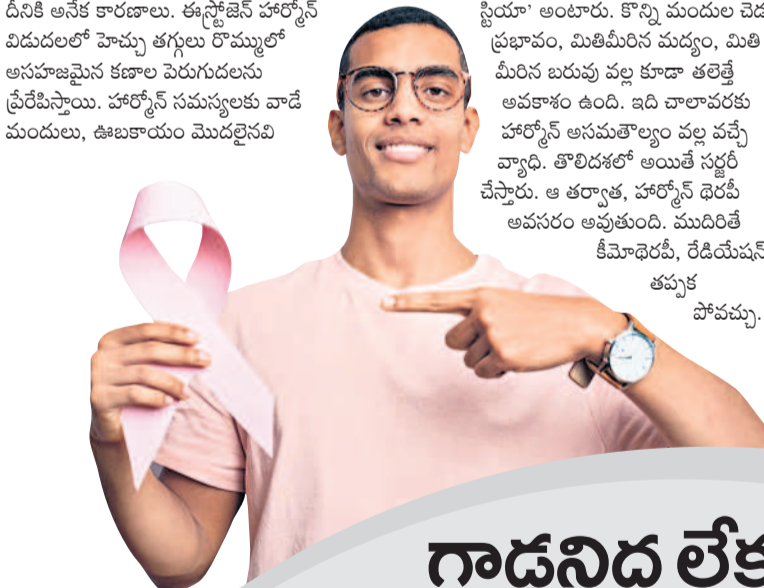 దీనికి అనేక కారణాలు. ఈస్ట్రోజెన్ హార్మోన్
విడుదలలో హెచ్చు తగ్గులు రొమ్ములో
అసహజమైన కణాల పెరుగుదలను
ప్రేరేపిస్తాయి. హార్మోన్ సమస్యలకు వాడే
మందులు, ఊబకాయం మొదలైనవి
స్టియా' అంటారు. కొన్ని మందుల చెడు
ప్రభావం, మితిమీరిన మద్యం, మితి
మీరిన బరువు వల్ల కూడా తలెత్తే
అవకాశం ఉంది. ఇది చాలావరకు
హార్మోన్ అసమతౌల్యం వల్ల వచ్చే
వ్యాధి. తొలిదశలో అయితే సర్జరీ
చేస్తారు. ఆ తర్వాత, హార్మోన్ థెరపీ
అవసరం అవుతుంది. ముదిరితే
కీమోథెరపీ, రేడియేషన్
తప్పక
పోవచ్చు.
గాడనిద లేక